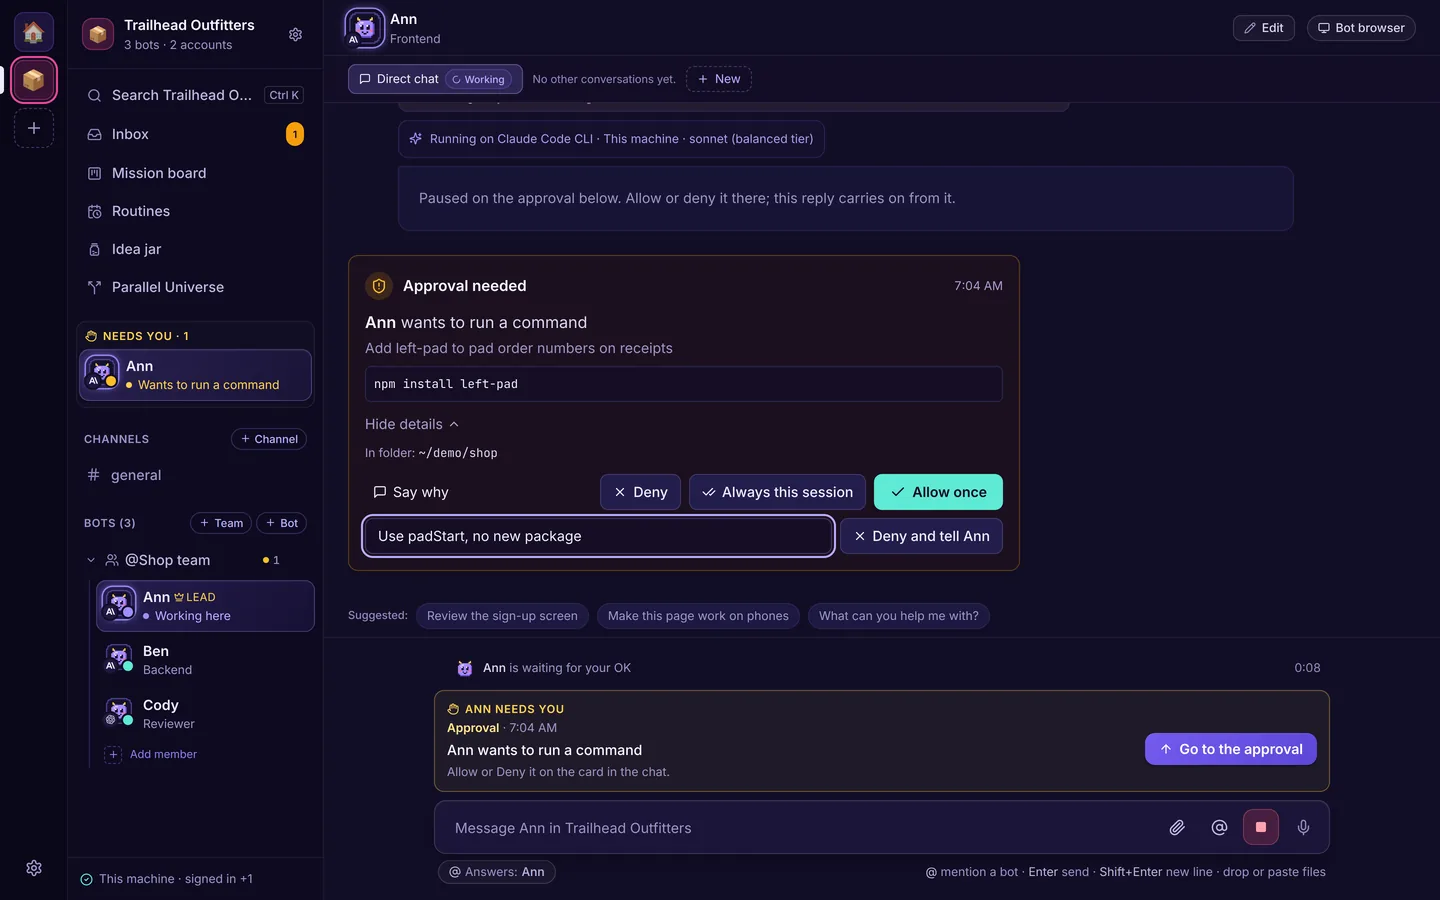 Trailhead Outfitters
3 bots · 2 accounts
Search Trailhead O... Ctrl K
Inbox 1
Mission board
Routines
Idea jar
Parallel Universe
NEEDS YOU · 1
Ann
Wants to run a command
CHANNELS + Channel
# general
BOTS (3) + Team + Bot
@Shop team 1
Ann LEAD
Working here
Ben
Backend
Cody
Reviewer
+ Add member
This machine · signed in +1
Ann
Frontend
Edit
Bot browser
Direct chat Working No other conversations yet. + New
Running on Claude Code CLI · This machine · sonnet (balanced tier)
Paused on the approval below. Allow or deny it there; this reply carries on from it.
Approval needed 7:04 AM
Ann wants to run a command
Add left-pad to pad order numbers on receipts
npm install left-pad
Hide details
In folder: ~/demo/shop
Say why Deny Always this session Allow once
Use padStart, no new package Deny and tell Ann
Suggested: Review the sign-up screen Make this page work on phones What can you help me with?
Ann is waiting for your OK 0:08
ANN NEEDS YOU
Approval · 7:04 AM
Ann wants to run a command
Allow or Deny it on the card in the chat.
Go to the approval
Message Ann in Trailhead Outfitters
@ Answers: Ann
@ mention a bot · Enter send · Shift+Enter new line · drop or paste files